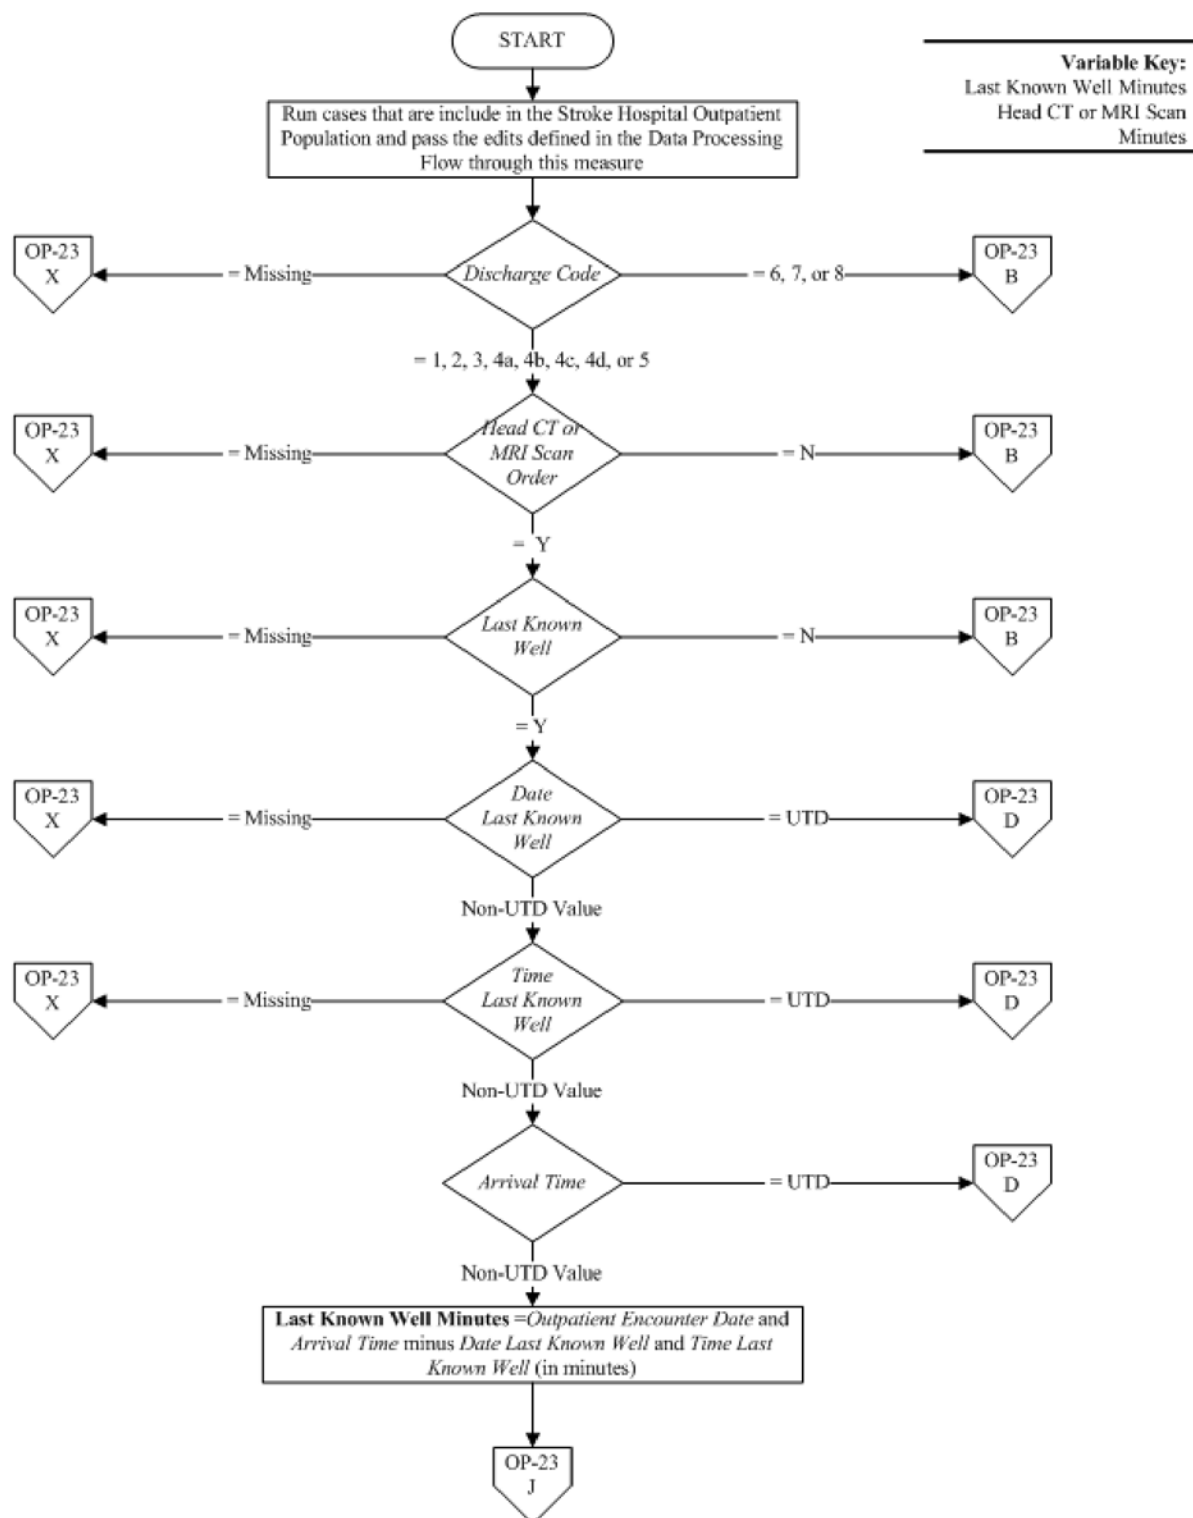 START
Variable Key:
Last Known Well Minutes
Head CT or MRI Scan
Minutes
Run cases that are include in the Stroke Hospital Outpatient
Population and pass the edits defined in the Data Processing
Flow through this measure
OP-23
X
= Missing
Discharge Code
= 6, 7, or 8
OP-23
B
= 1, 2, 3, 4a, 4b, 4c, 4d, or 5
OP-23
X
= Missing
Head CT or
MRI Scan
Order
= N
OP-23
B
= Y
OP-23
X
= Missing
Last Known
Well
= N
OP-23
B
= Y
OP-23
X
= Missing
Date
Last Known
Well
= UTD
OP-23
D
Non-UTD Value
OP-23
X
= Missing
Time
Last Known
Well
= UTD
OP-23
D
Non-UTD Value
Arrival Time
= UTD
OP-23
D
Non-UTD Value
Last Known Well Minutes =Outpatient Encounter Date and
Arrival Time minus Date Last Known Well and Time Last
Known Well (in minutes)
OP-23
J